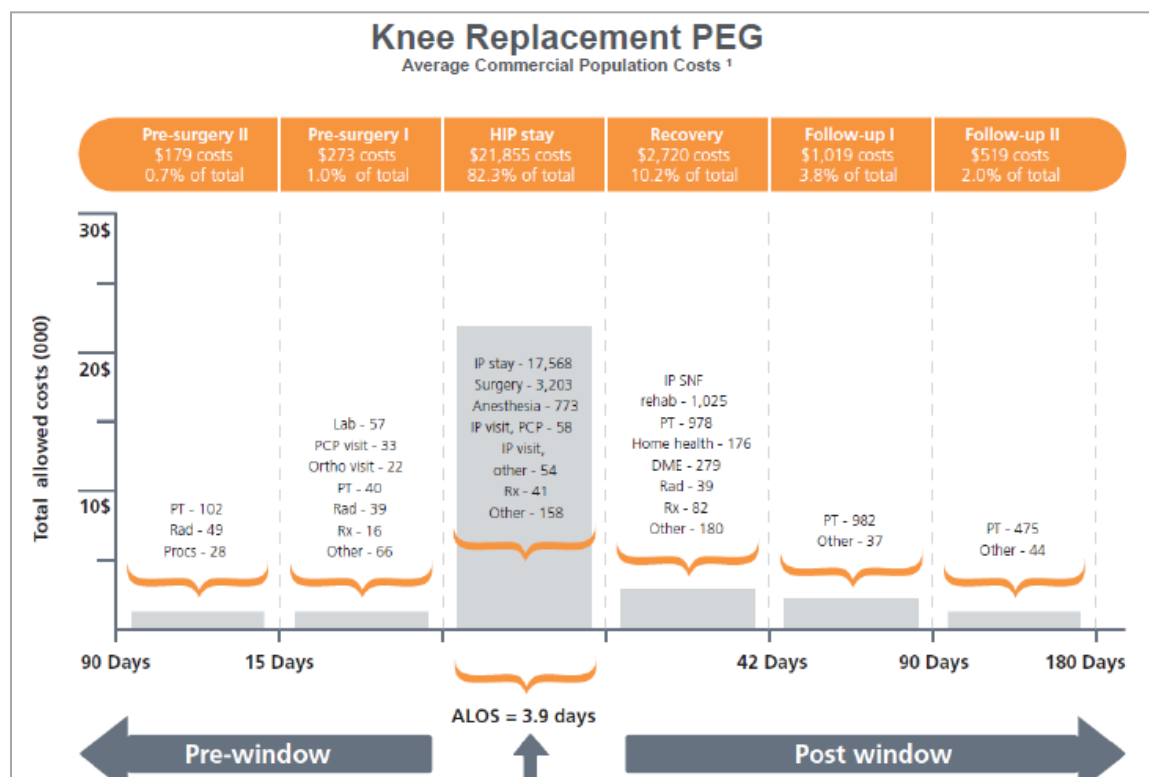 Knee Replacement PEG
Average Commercial Population Costs ¹
Pre-surgery II
$179 costs
0.7% of total
Pre-surgery I
$273 costs
1.0% of total
HIP stay
$21,855 costs
82.3% of total
Recovery
$2,720 costs
10.2% of total
Follow-up I
$1,019 costs
3.8% of total
Follow-up II
$519 costs
2.0% of total
Total allowed costs (000)
30$
20$
10$
PT - 102
Rad - 49
Procs - 28
Lab - 57
PCP visit - 33
Ortho visit - 22
PT - 40
Rad - 39
Rx - 16
Other - 66
IP stay - 17,568
Surgery - 3,203
Anesthesia - 773
IP visit, PCP - 58
IP visit,
other - 54
Rx - 41
Other - 158
IP SNF
rehab - 1,025
PT - 978
Home health - 176
DME - 279
Rad - 39
Rx - 82
Other - 180
PT - 982
Other - 37
PT - 475
Other - 44
90 Days
15 Days
42 Days
90 Days
180 Days
ALOS = 3.9 days
Pre-window
Post window